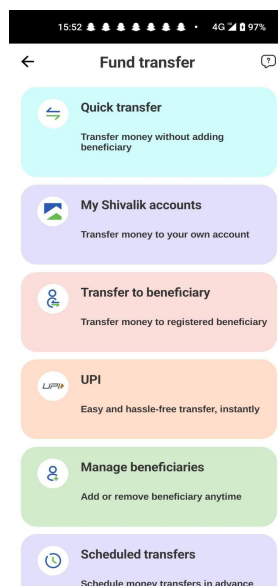 15:52 4G 97%
Fund transfer
?
Quick transfer
Transfer money without adding
beneficiary
My Shivalik accounts
Transfer money to your own account
Transfer to beneficiary
Transfer money to registered beneficiary
UPI
UPI
Easy and hassle-free transfer, instantly
Manage beneficiaries
Add or remove beneficiary anytime
Scheduled transfers
Schedule money transfers in advance